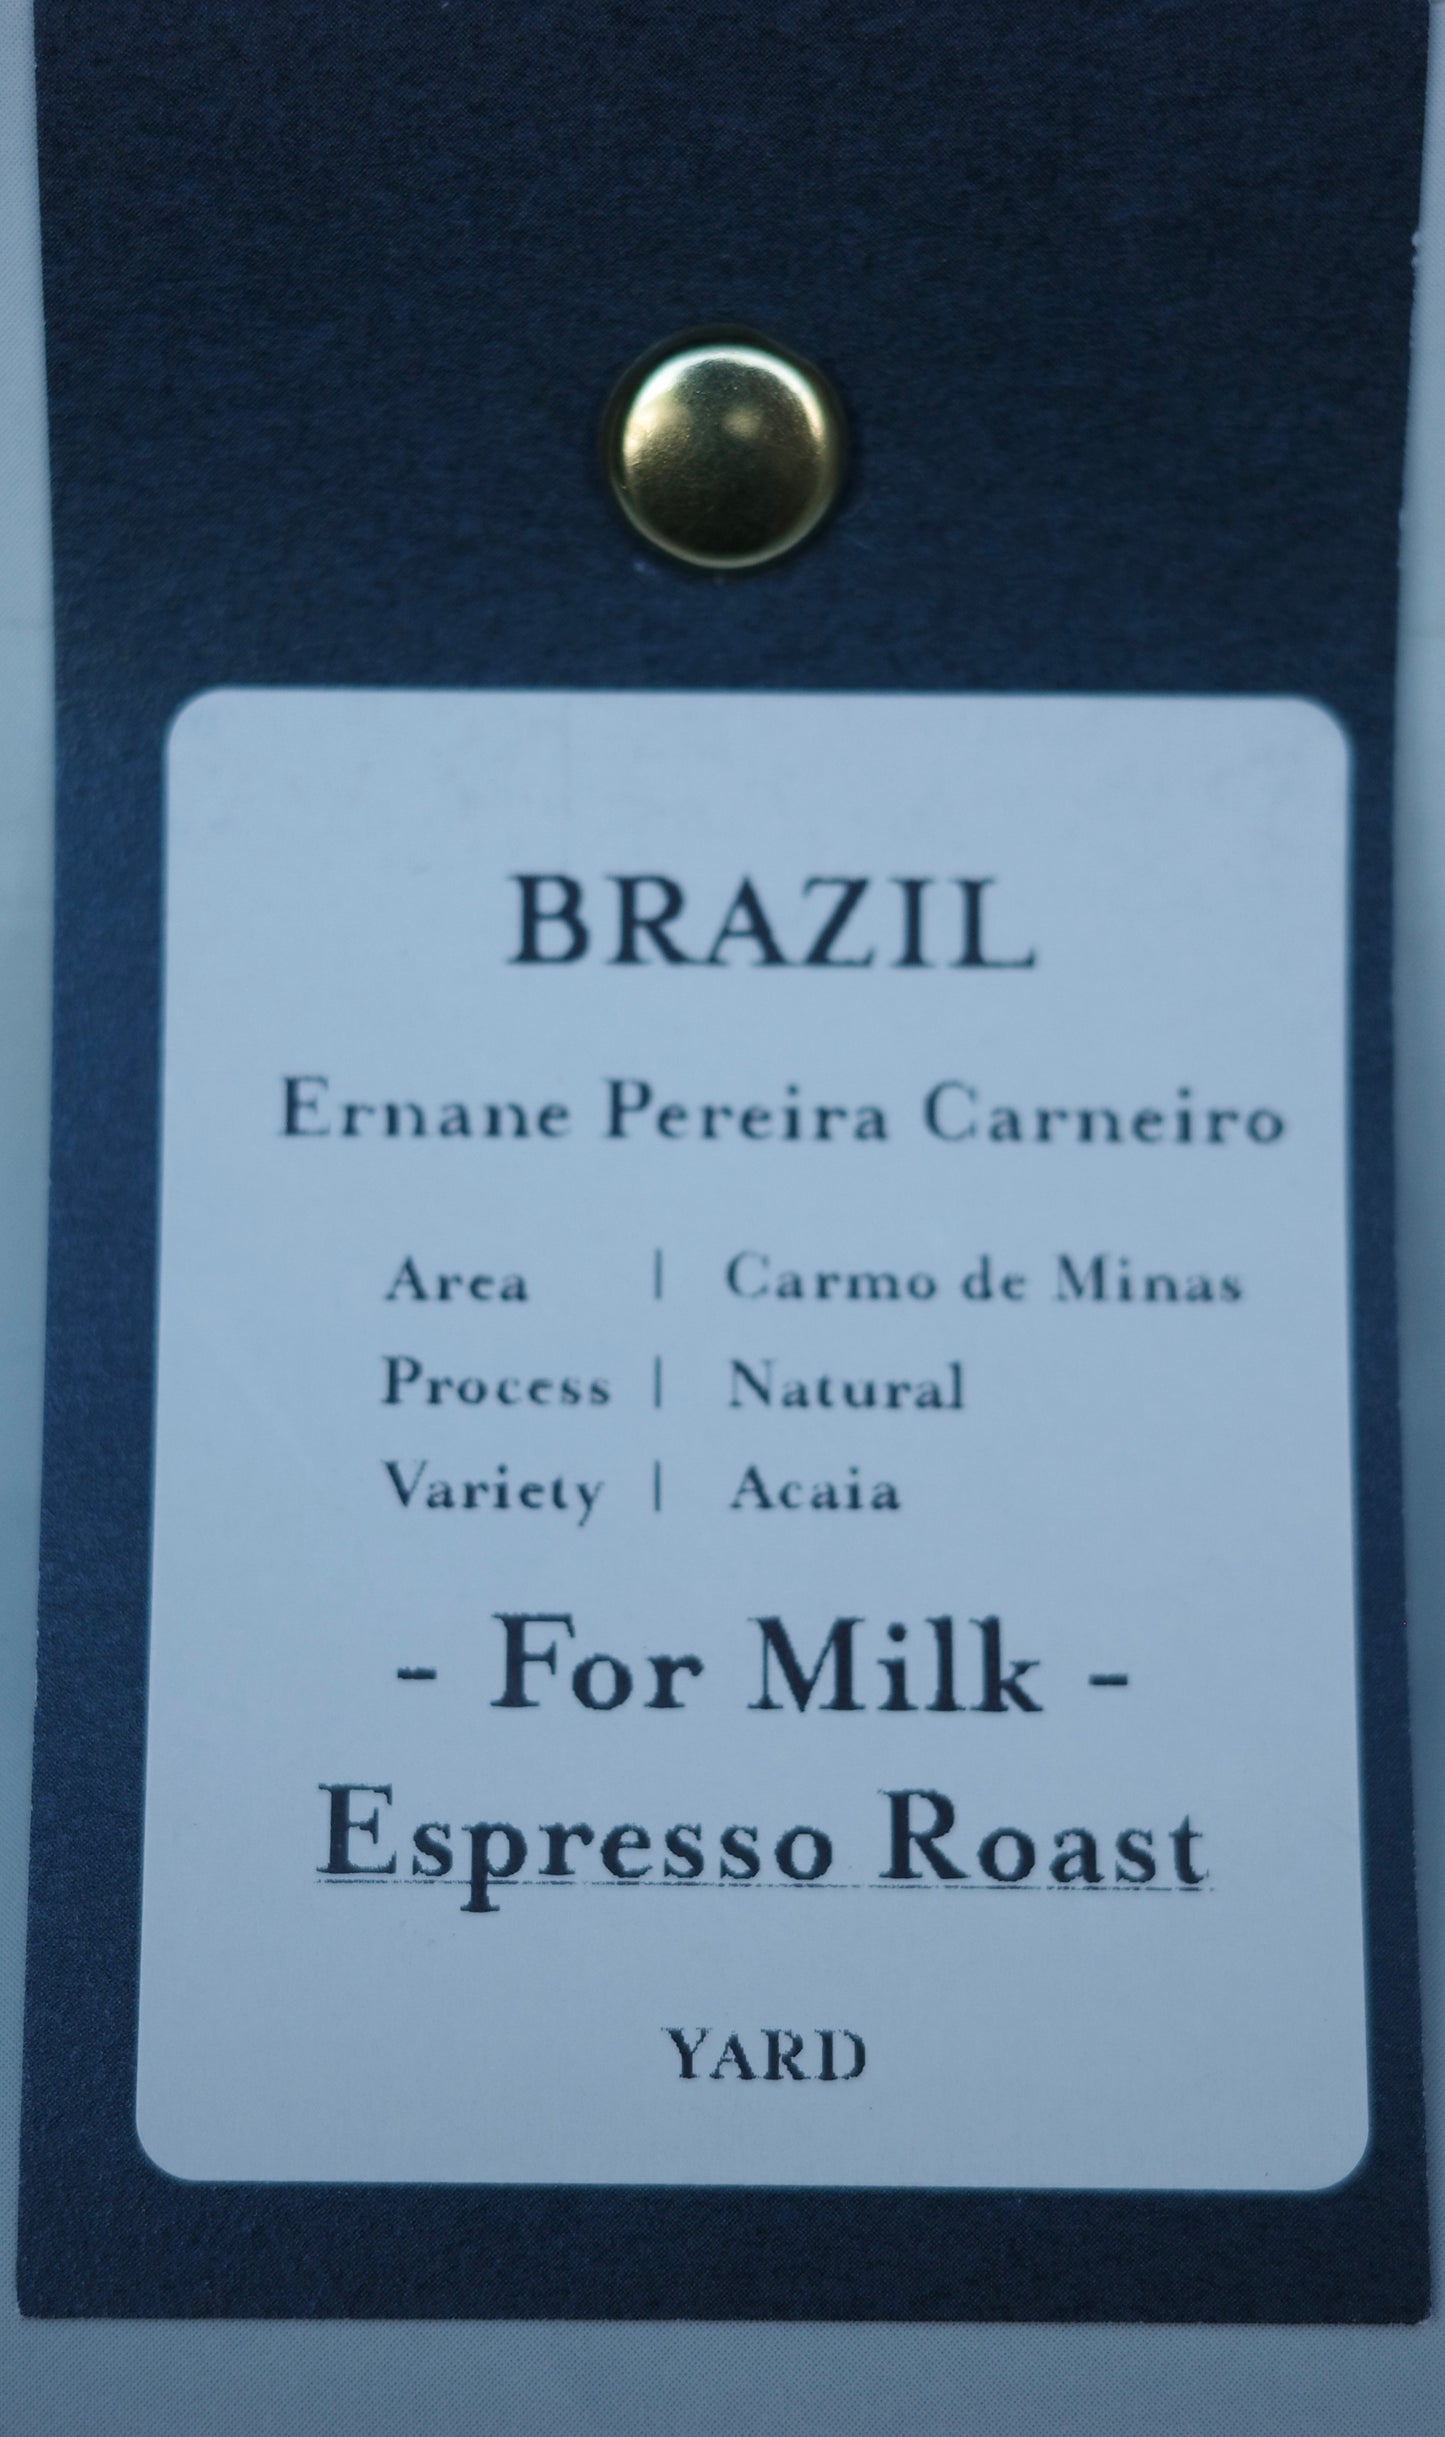 BRAZIL
Ernane Pereira Carneiro
Area | Carmo de Minas
Process | Natural
Variety | Acaia
- For Milk -
Espresso Roast
YARD